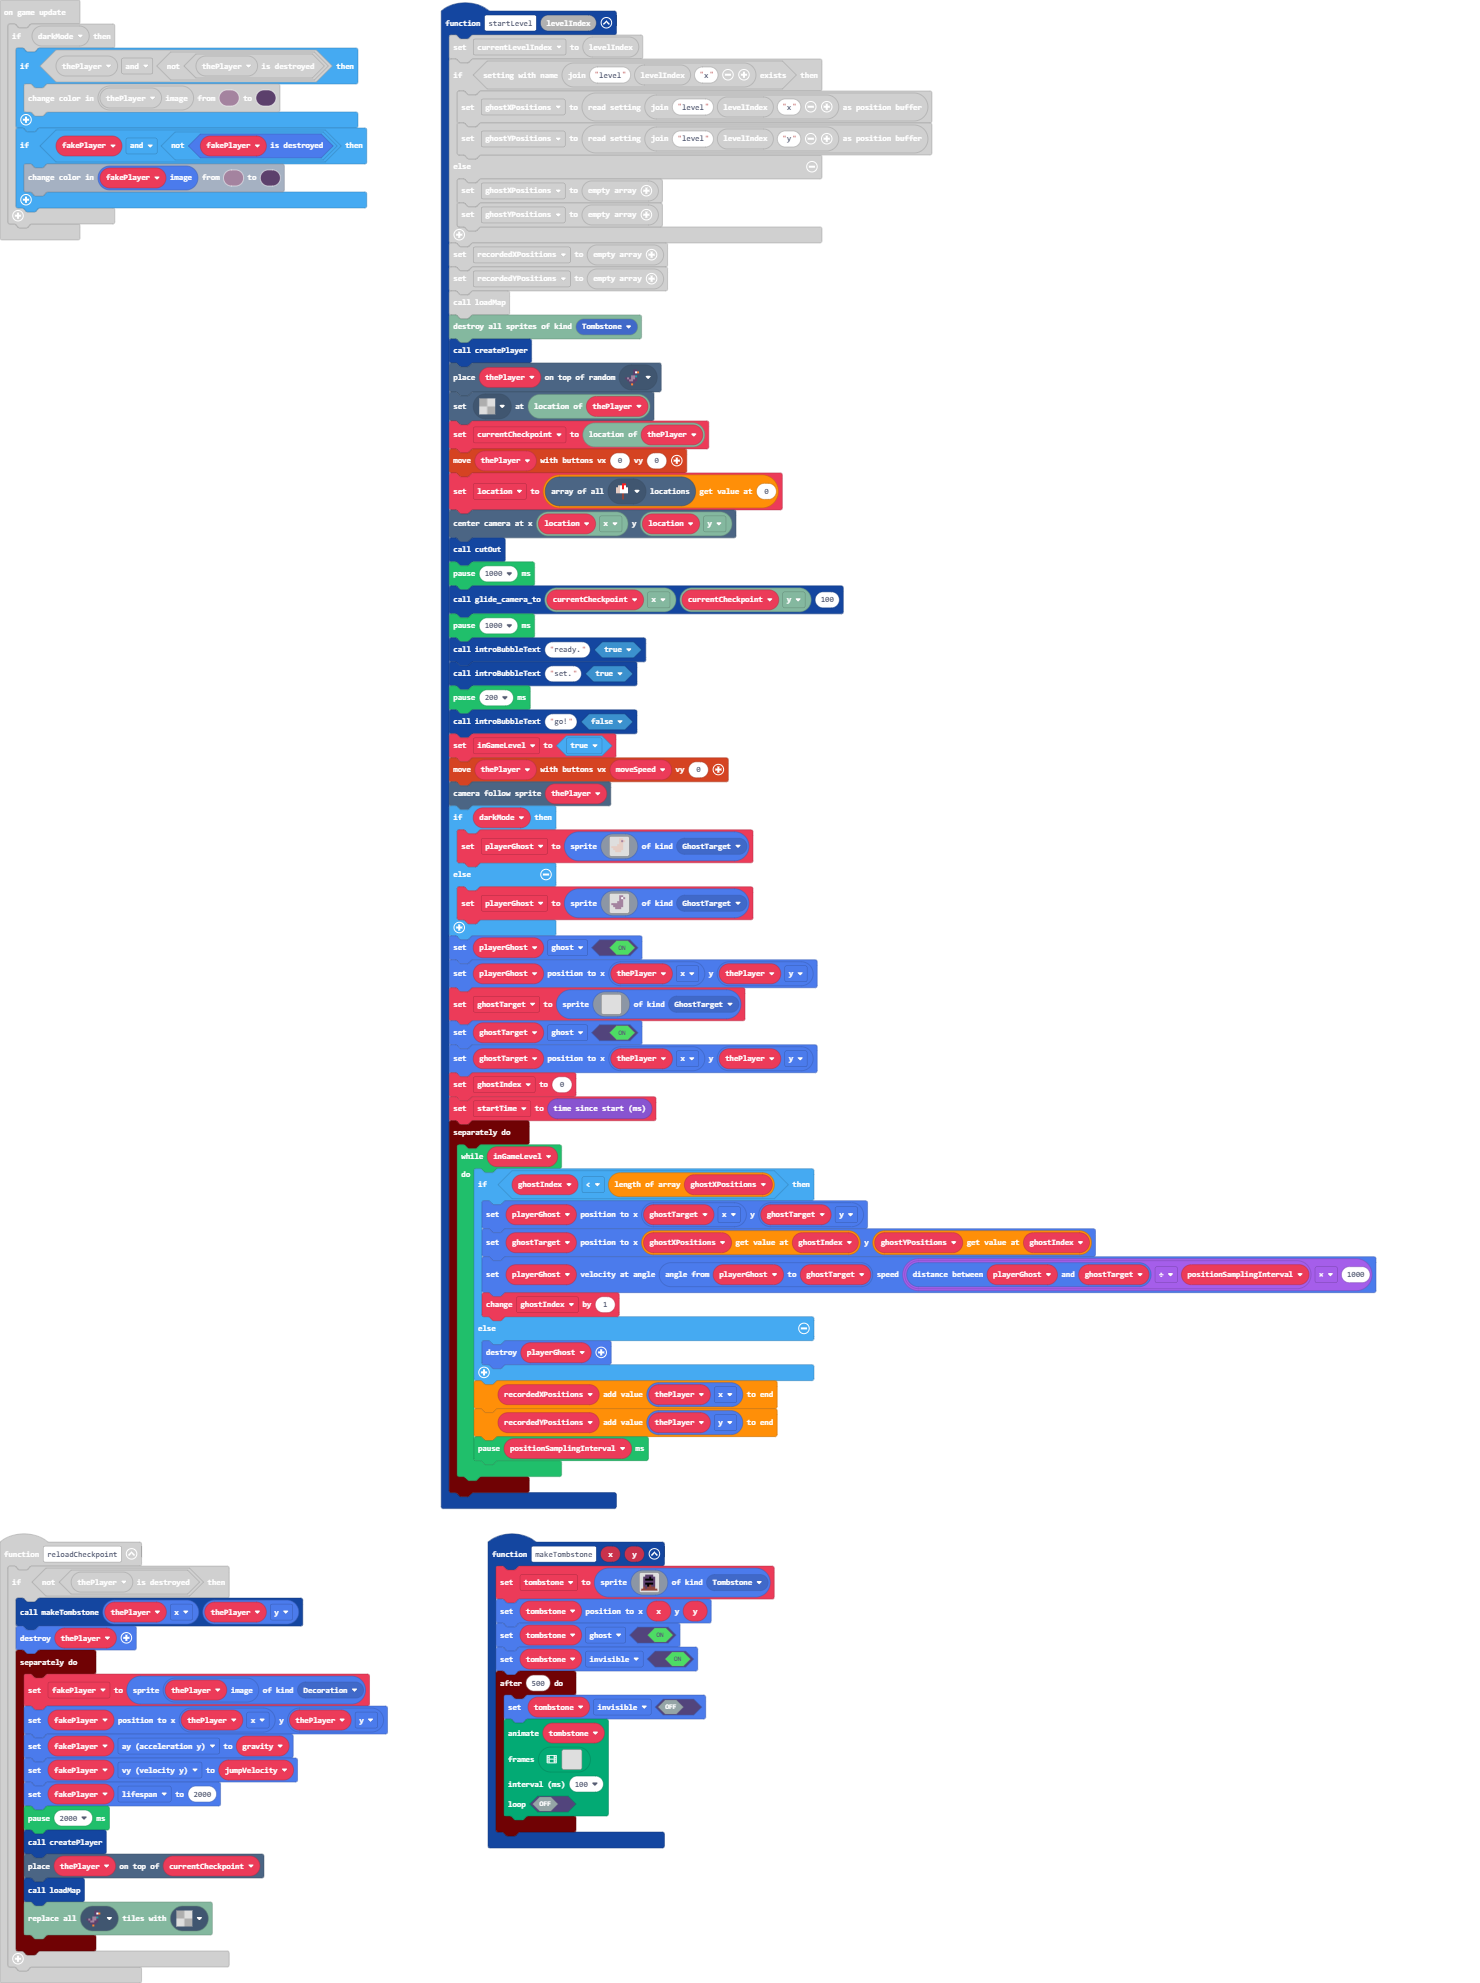 on game update
if darkMode then
if thePlayer and not thePlayer is destroyed then
change color in thePlayer image from to
if fakePlayer and not fakePlayer is destroyed then
change color in fakePlayer image from to
function startLevel levelIndex
set currentLevelIndex to levelIndex
if setting with name join "level" levelIndex "x" exists then
set ghostXPositions to read setting join "level" levelIndex "x" as position buffer
set ghostYPositions to read setting join "level" levelIndex "y" as position buffer
else
set ghostXPositions to empty array
set ghostYPositions to empty array
set recordedXPositions to empty array
set recordedYPositions to empty array
call loadMap
destroy all sprites of kind Tombstone
call createPlayer
place thePlayer on top of random
set at location of thePlayer
set currentCheckpoint to location of thePlayer
move thePlayer with buttons vx 0 vy 0
set location to array of all locations get value at 0
center camera at x location x y location y
call cutOut
pause 1000 ms
call glide_camera_to currentCheckpoint x currentCheckpoint y 100
pause 1000 ms
call introBubbleText "ready." true
call introBubbleText "set." true
pause 200 ms
call introBubbleText "go!" false
set inGameLevel to true
move thePlayer with buttons vx moveSpeed vy 0
camera follow sprite thePlayer
if darkMode then
set playerGhost to sprite of kind GhostTarget
else
set playerGhost to sprite of kind GhostTarget
set playerGhost ghost ON
set playerGhost position to x thePlayer x y thePlayer y
set ghostTarget to sprite of kind GhostTarget
set ghostTarget ghost ON
set ghostTarget position to x thePlayer x y thePlayer y
set ghostIndex to 0
set startTime to time since start (ms)
separately do
while inGameLevel
do
if ghostIndex < length of array ghostXPositions then
set playerGhost position to x ghostTarget x y ghostTarget y
set ghostTarget position to x ghostXPositions get value at ghostIndex y ghostYPositions get value at ghostIndex
set playerGhost velocity at angle angle from playerGhost to ghostTarget speed distance between playerGhost and ghostTarget ÷ positionSamplingInterval × 1000
change ghostIndex by 1
else
destroy playerGhost
recordedXPositions add value thePlayer x to end
recordedYPositions add value thePlayer y to end
pause positionSamplingInterval ms
function reloadCheckpoint
if not thePlayer is destroyed then
call makeTombstone thePlayer x thePlayer y
destroy thePlayer
separately do
set fakePlayer to sprite thePlayer image of kind Decoration
set fakePlayer position to x thePlayer x y thePlayer y
set fakePlayer ay (acceleration y) to gravity
set fakePlayer vy (velocity y) to jumpVelocity
set fakePlayer lifespan to 2000
pause 2000 ms
call createPlayer
place thePlayer on top of currentCheckpoint
call loadMap
replace all tiles with
function makeTombstone x y
set tombstone to sprite of kind Tombstone
set tombstone position to x x y y
set tombstone ghost ON
set tombstone invisible ON
after 500 do
set tombstone invisible OFF
animate tombstone
frames
interval (ms) 100
loop OFF